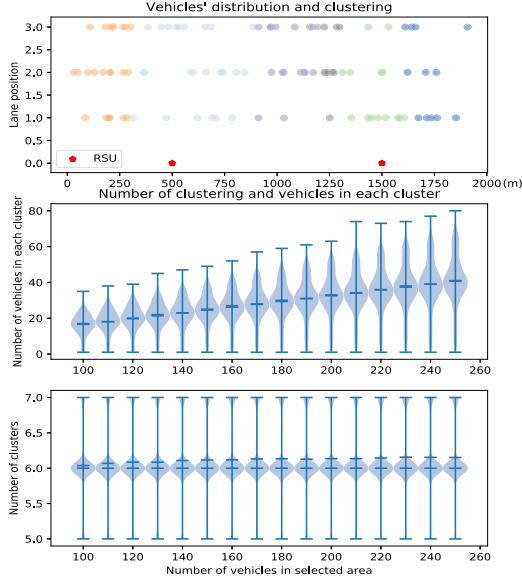 Vehicles' distribution and clustering
3.0
2.5
2.0
1.5
1.0
0.5
0.0
Lane position
RSU
0 250 500 750 1000 1250 1500 1750 2000 (m)
Number of clustering and vehicles in each cluster
80
60
40
20
0
Number of vehicles in each cluster
100 120 140 160 180 200 220 240 260
7.0
6.5
6.0
5.5
5.0
Number of clusters
100 120 140 160 180 200 220 240 260
Number of vehicles in selected area